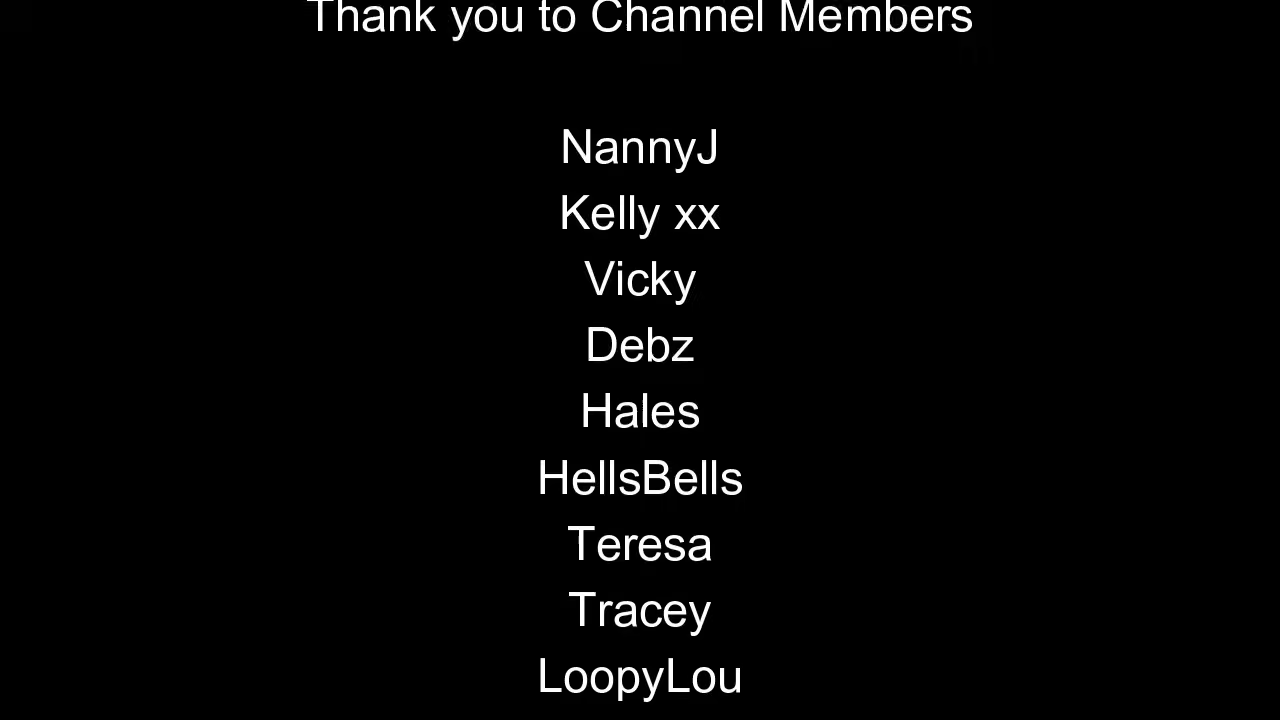 Thank you to Channel Members
NannyJ
Kelly xx
Vicky
Debz
Hales
HellsBells
Teresa
Tracey
LoopyLou